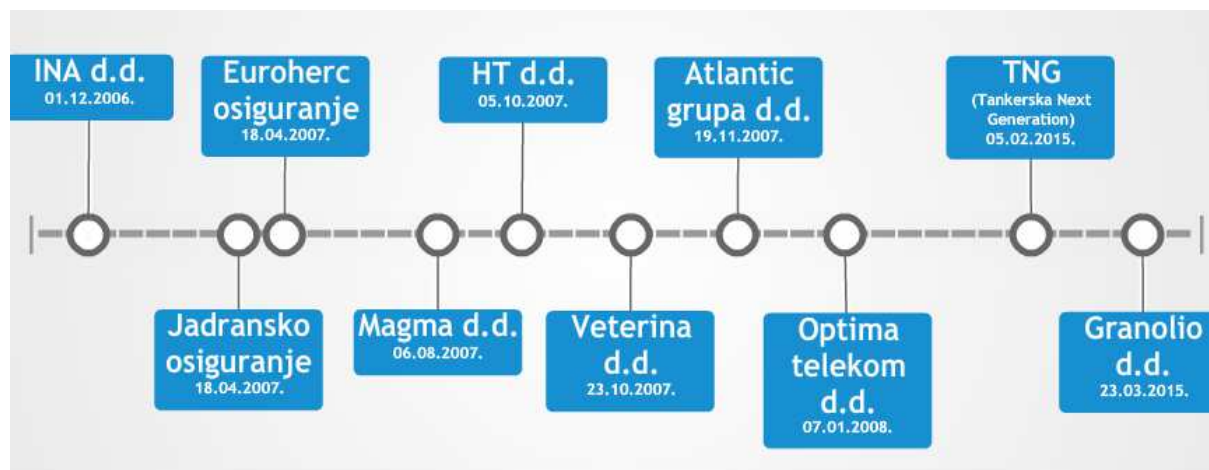 INA d.d.
01.12.2006.
Euroherc
osiguranje
18.04.2007.
HT d.d.
05.10.2007.
Atlantic
grupa d.d.
19.11.2007.
TNG
(Tankerska Next
Generation)
05.02.2015.
Jadransko
osiguranje
18.04.2007.
Magma d.d.
06.08.2007.
Veterina
d.d.
23.10.2007.
Optima
telekom
d.d.
07.01.2008.
Granolio
d.d.
23.03.2015.